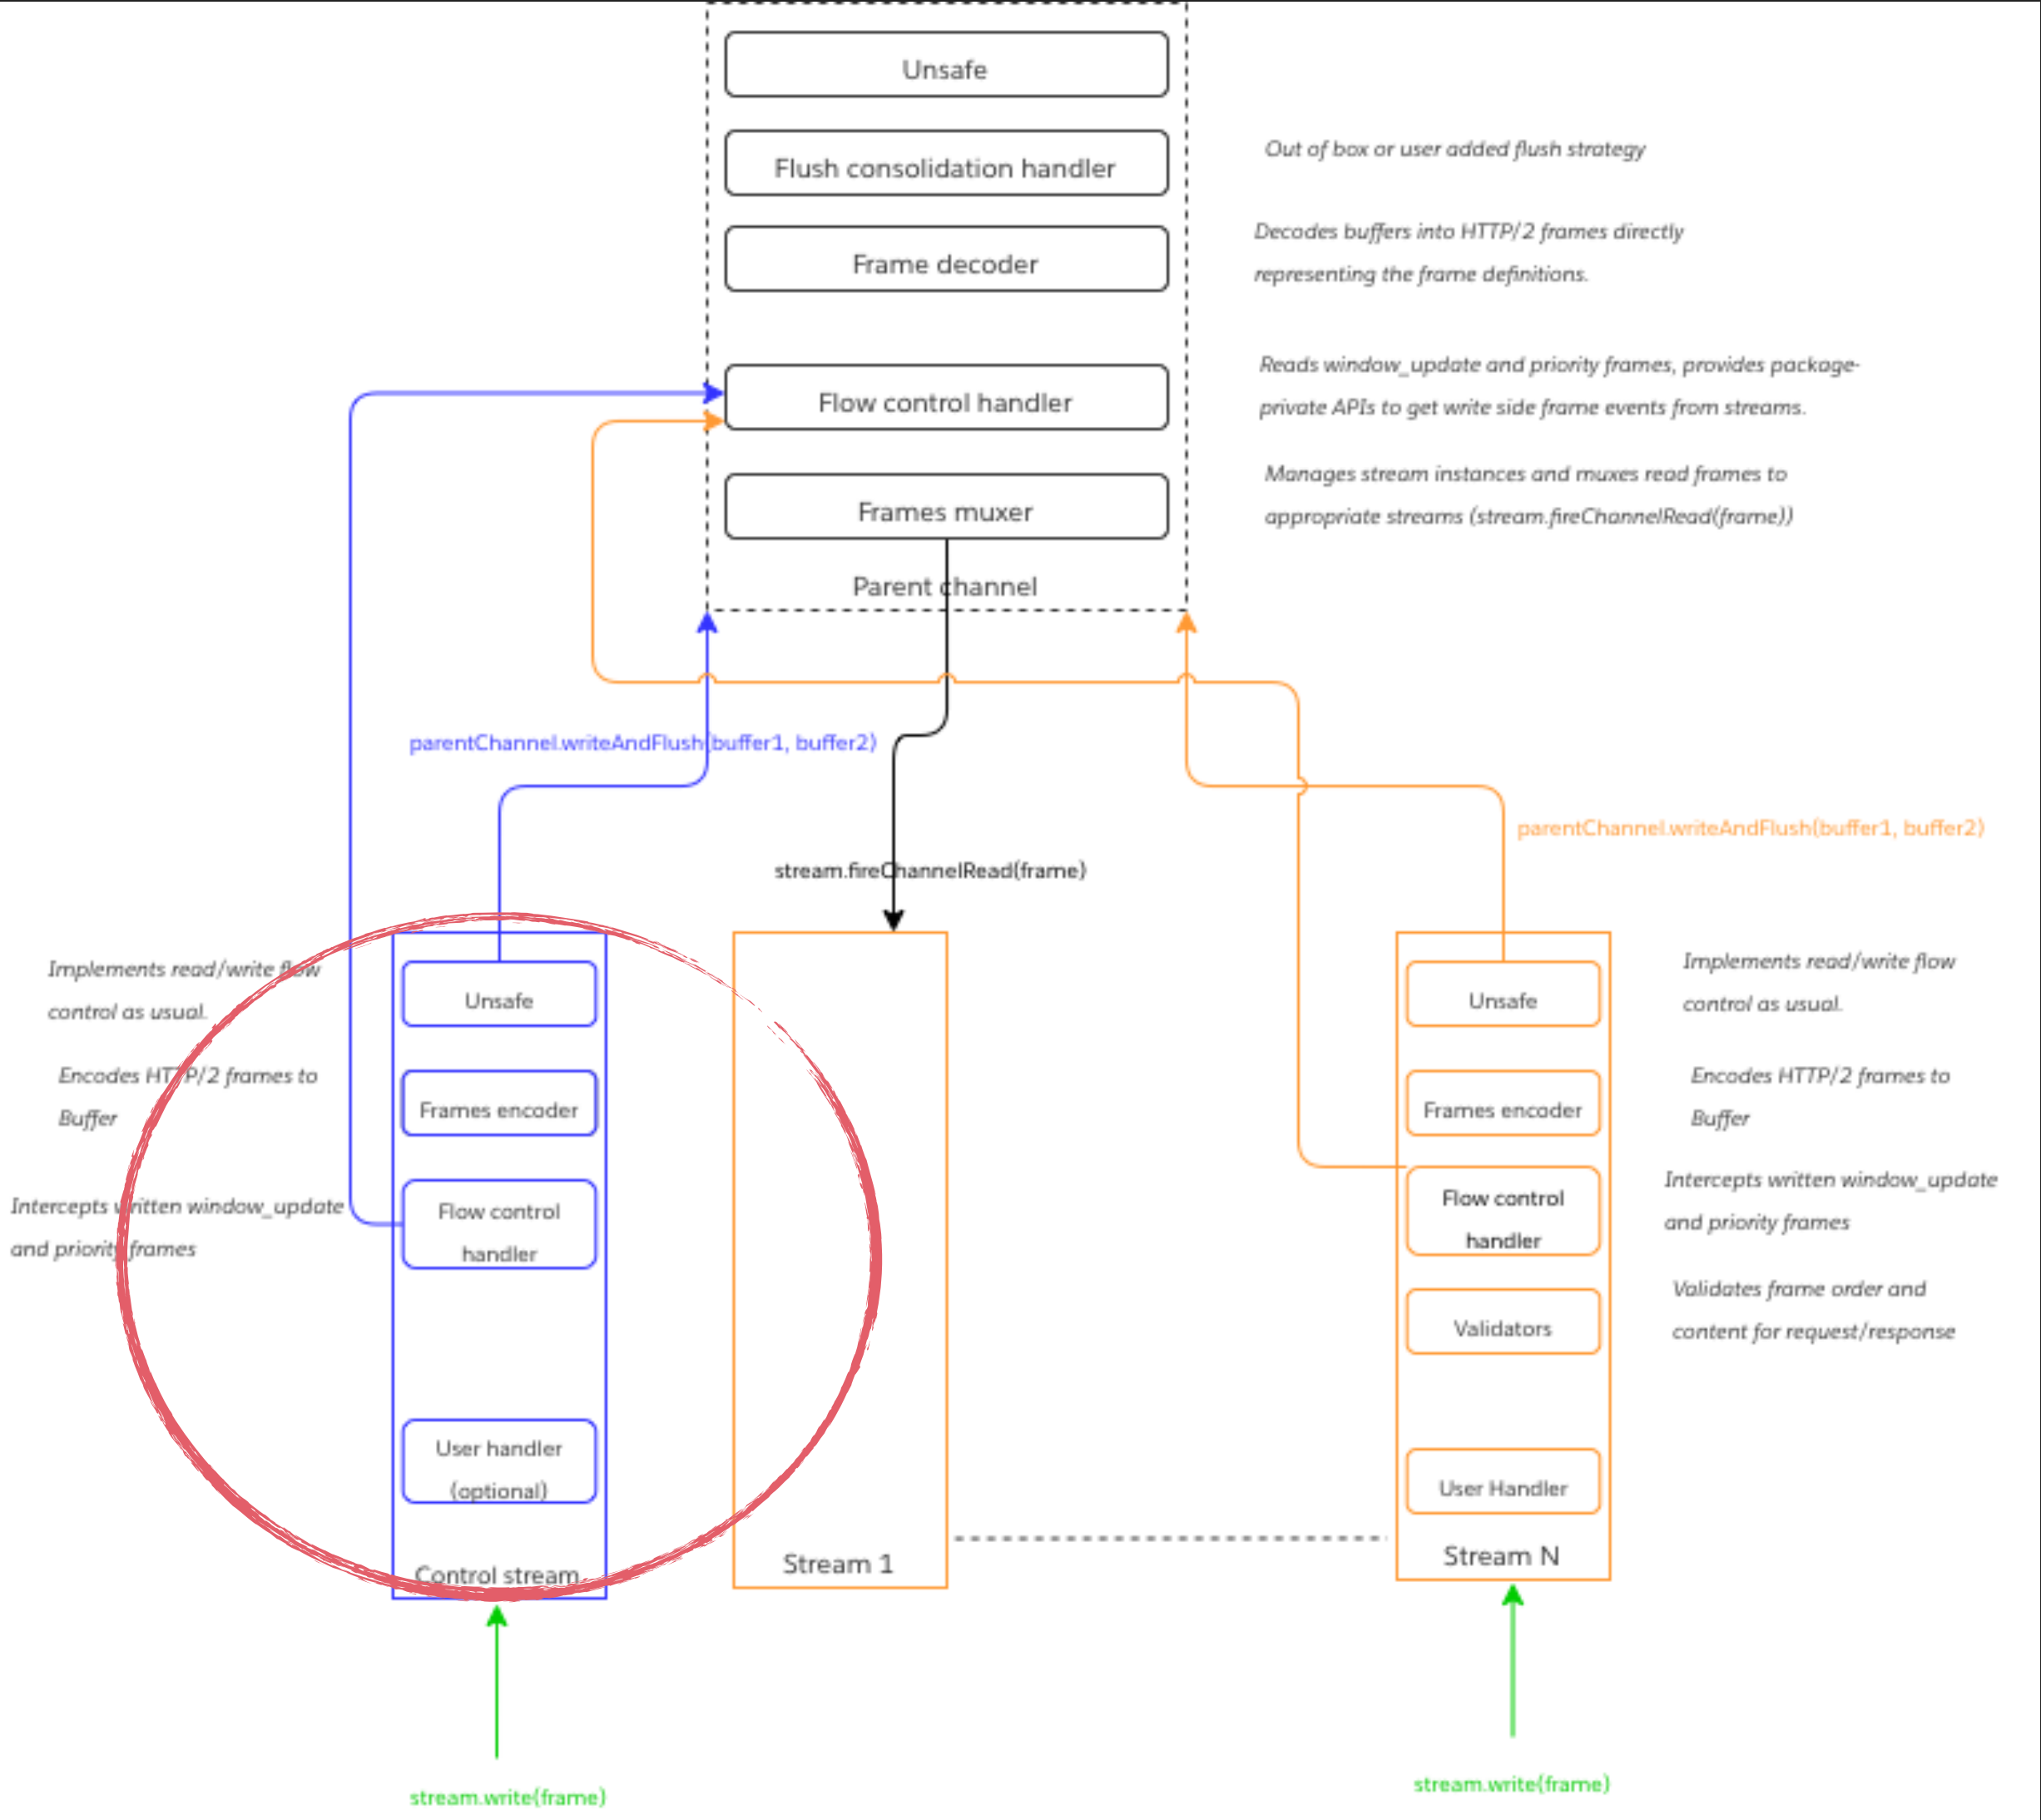 Unsafe
Flush consolidation handler
Out of box or user added flush strategy
Frame decoder
Decodes buffers into HTTP/2 frames directly
representing the frame definitions.
Flow control handler
Reads window_update and priority frames, provides package-
private APIs to get write side frame events from streams.
Frames muxer
Manages stream instances and muxes read frames to
appropriate streams (stream.fireChannelRead(frame))
Parent channel
parentChannel.writeAndFlush(buffer1, buffer2)
parentChannel.writeAndFlush(buffer1, buffer2)
stream.fireChannelRead(frame)
Implements read/write flow
control as usual.
Encodes HTTP/2 frames to
Buffer
Intercepts written window_update
and priority frames
Unsafe
Frames encoder
Flow control
handler
User handler
(optional)
Control stream
stream.write(frame)
Stream 1
Unsafe
Frames encoder
Flow control
handler
Validators
User Handler
Stream N
stream.write(frame)
Implements read/write flow
control as usual.
Encodes HTTP/2 frames to
Buffer
Intercepts written window_update
and priority frames
Validates frame order and
content for request/response